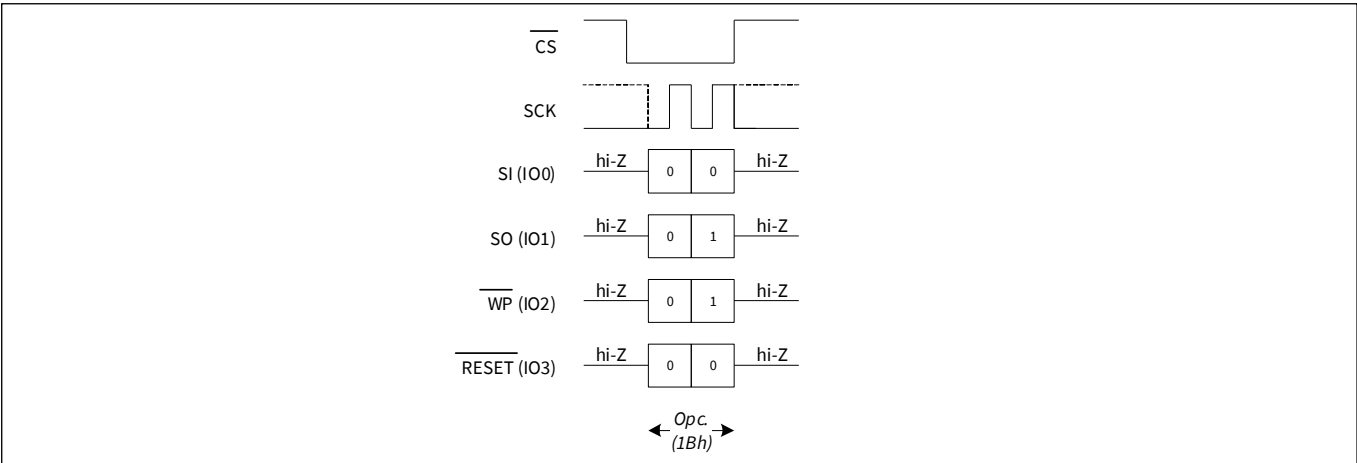 CS
SCK
SI (IO0) hi-Z 0 0 hi-Z
SO (IO1) hi-Z 0 1 hi-Z
WP (IO2) hi-Z 0 1 hi-Z
RESET (IO3) hi-Z 0 0 hi-Z
Opc.
(1Bh)